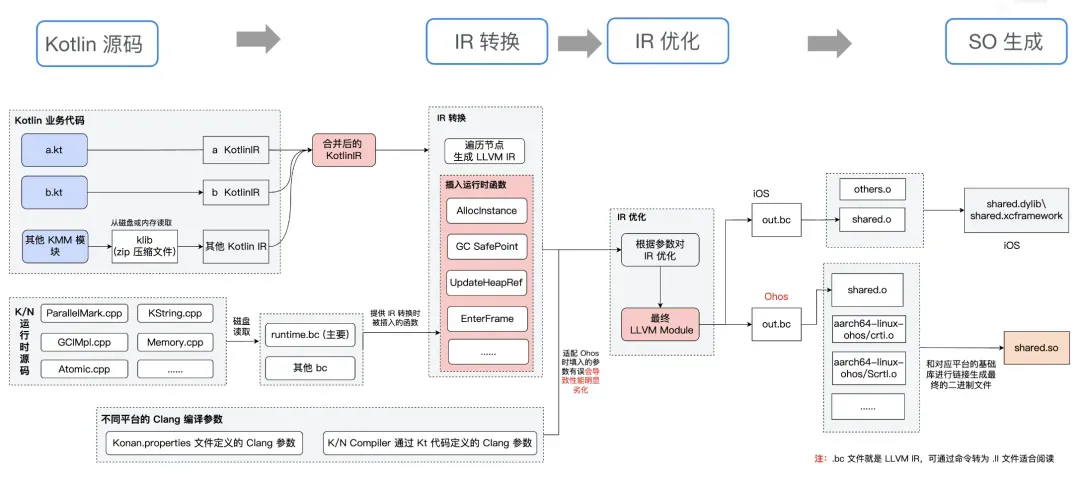 Kotlin 源码
IR 转换
IR 优化
SO 生成
Kotlin 业务代码
a.kt
a KotlinIR
b.kt
b KotlinIR
其他 KMM 模
块
从磁盘或内存读取
klib
(zip 压缩文件)
其他 Kotlin IR
合并后的
KotlinIR
K/N
运
行
时
源
码
ParallelMark.cpp
KString.cpp
GCIMpl.cpp
Memory.cpp
Atomic.cpp
......
磁盘
读取
runtime.bc (主要)
其他 bc
提供 IR 转换时
被插入的函数
IR 转换
遍历节点
生成 LLVM IR
插入运行时函数
AllocInstance
GC SafePoint
UpdateHeapRef
EnterFrame
......
不同平台的 Clang 编译参数
Konan.properties 文件定义的 Clang 参数
K/N Compiler 通过 Kt 代码定义的 Clang 参数
适配 Ohos
时填入的参
数有误会导
致性能明显
劣化
IR 优化
根据参数对
IR 优化
最终
LLVM Module
iOS
out.bc
others.o
shared.o
shared.dylib\
shared.xcframework
iOS
Ohos
out.bc
shared.o
aarch64-linux-
ohos/crti.o
aarch64-linux-
ohos/Scrtl.o
......
和对应平台的基础
库进行链接生成最
终的二进制文件
shared.so
注: .bc 文件就是 LLVM IR，可通过命令转为 .ll 文件适合阅读